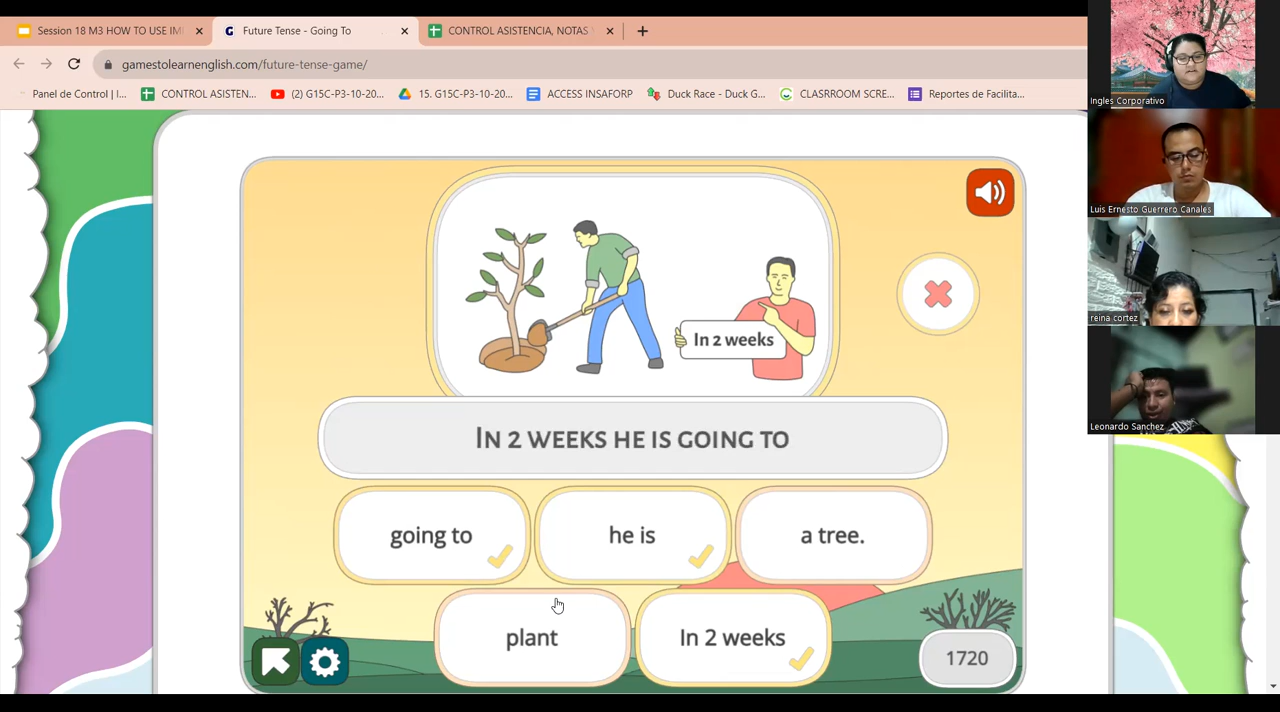 Session 18 M3 HOW TO USE IM
Future Tense - Going To
CONTROL ASISTENCIA, NOTAS
gamestolearnenglish.com/future-tense-game/
Panel de Control | I...
CONTROL ASISTEN...
(2) G15C-P3-10-20...
15. G15C-P3-10-20...
ACCESS INSAFORP
Duck Race - Duck G...
CLASRROOM SCRE...
Reportes de Facilita...
Ingles Corporativo
Luis Ernesto Guerrero Canales
reina cortez
Leonardo Sanchez
In 2 weeks
IN 2 WEEKS HE IS GOING TO
going to
he is
a tree.
plant
In 2 weeks
1720